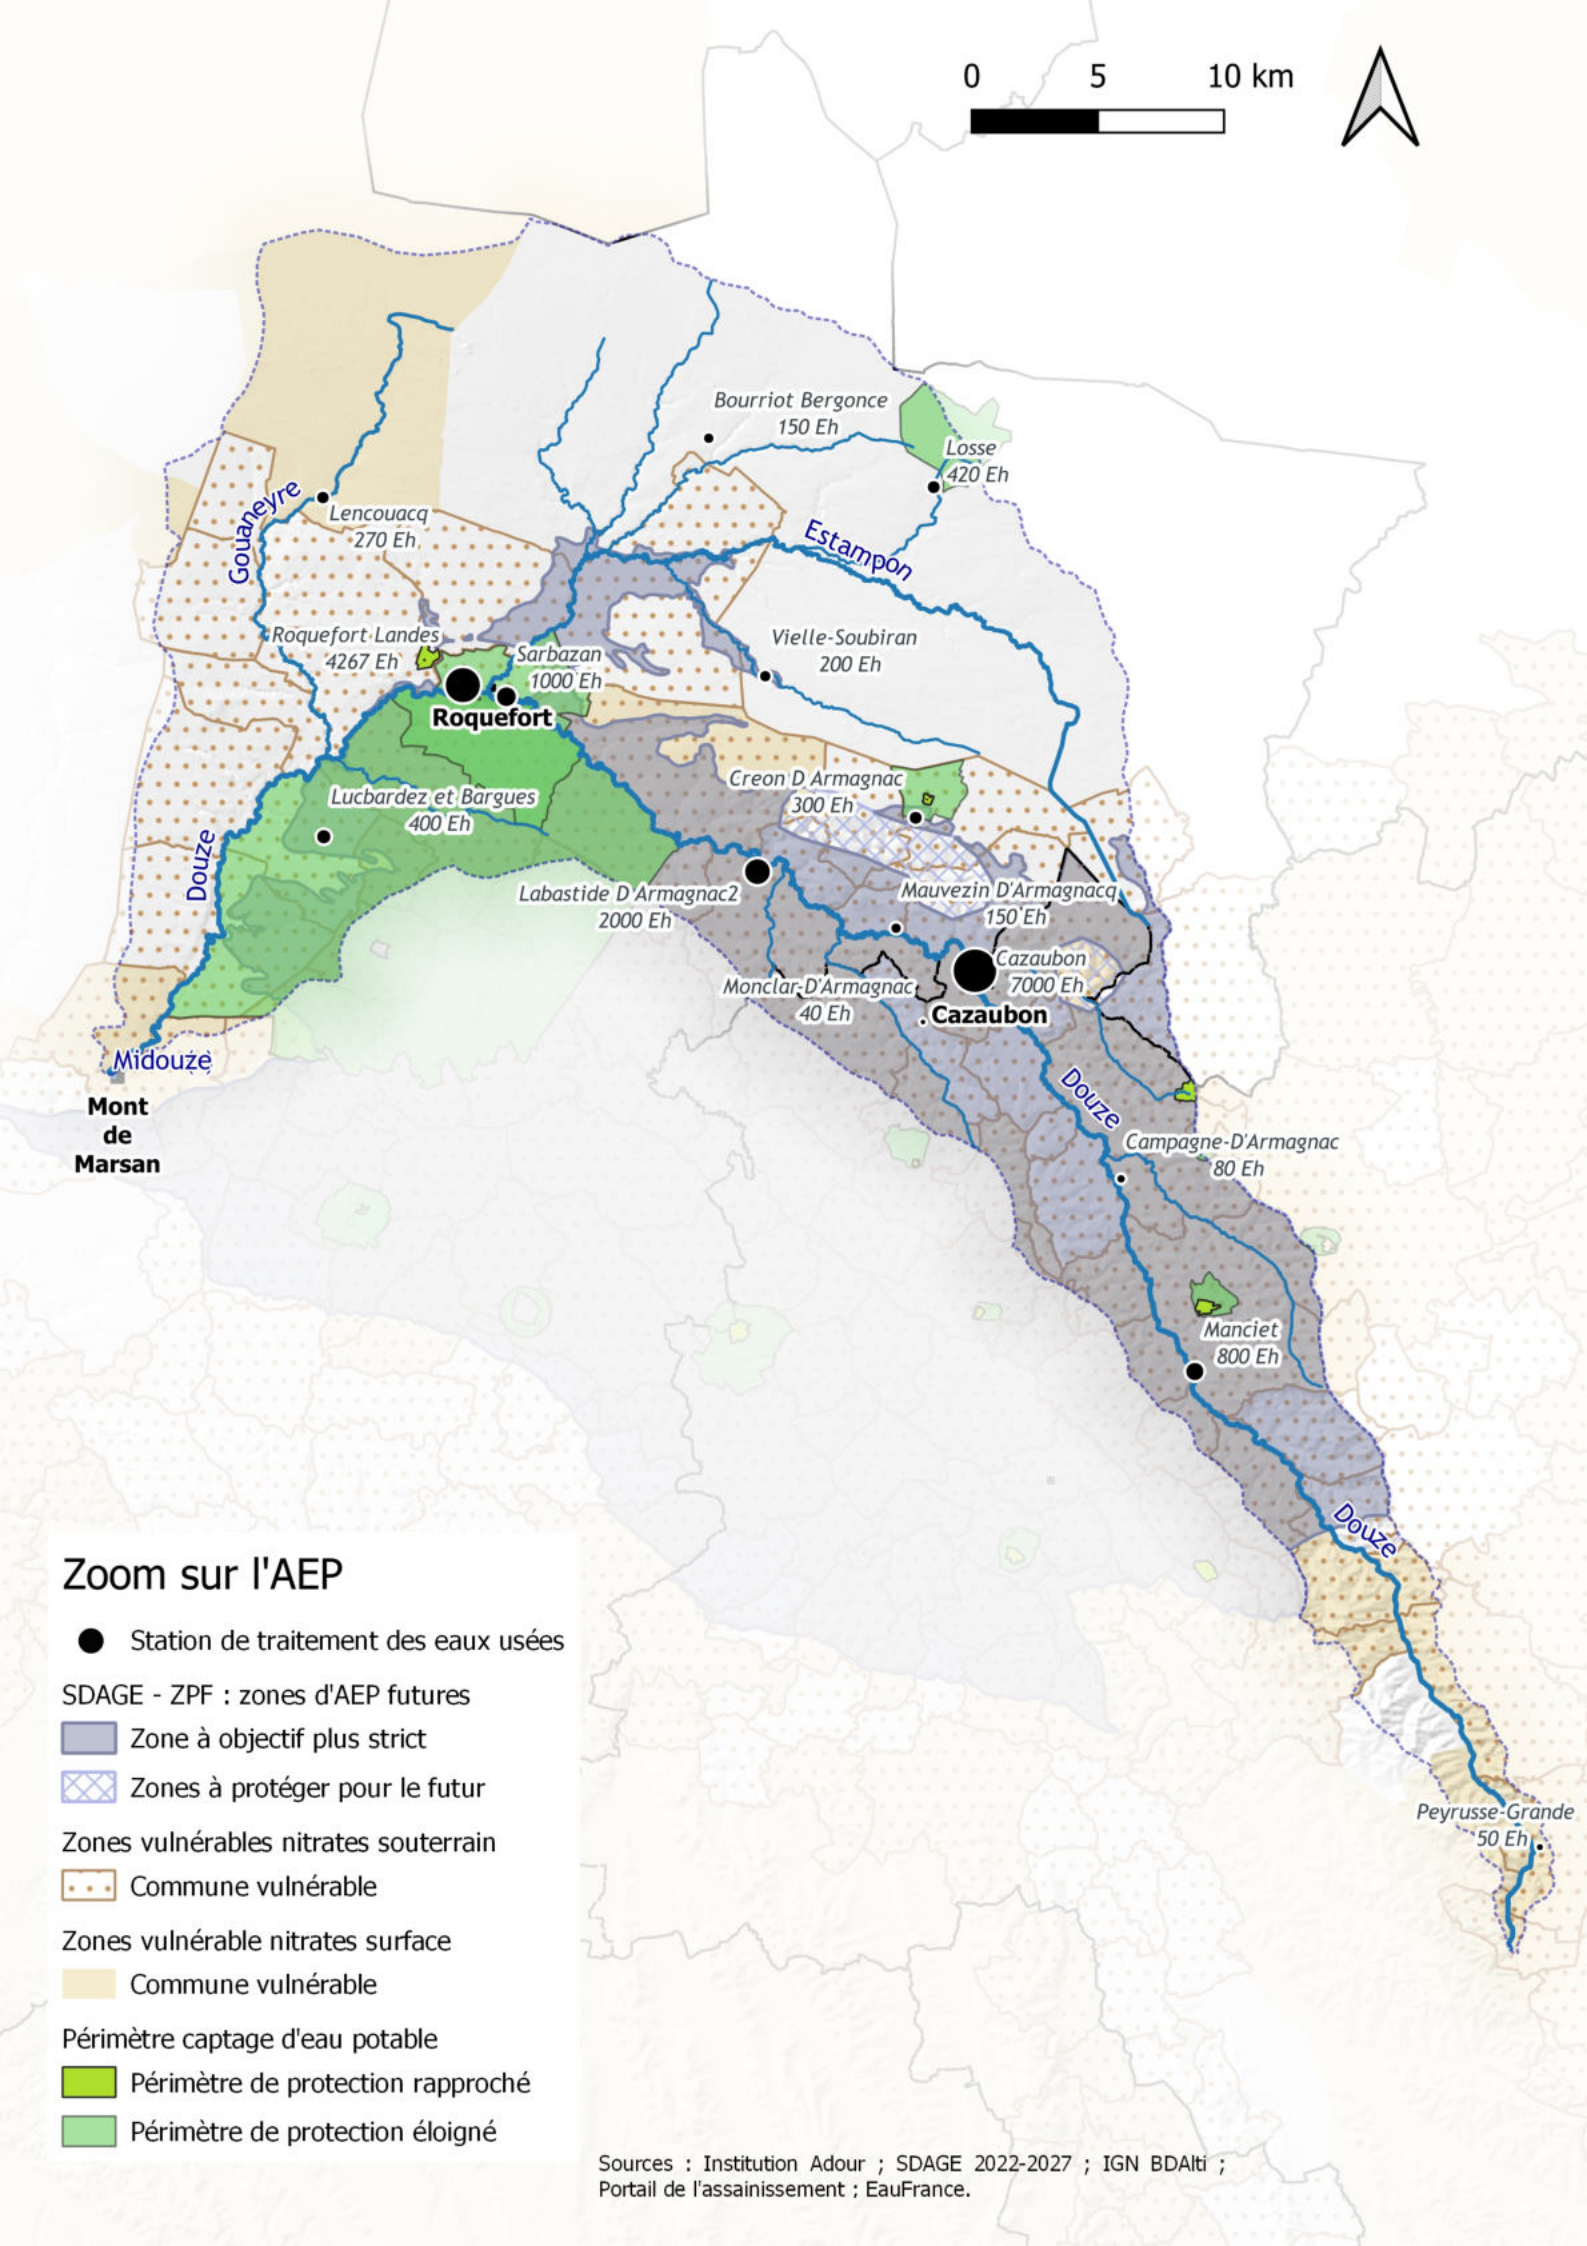 0 5 10 km
Bourriot Bergonce
150 Eh
Losse
420 Eh
Gouaneyre
Lencouacq
270 Eh
Estampon
Roquefort Landes
4267 Eh
Sarbazan
1000 Eh
Vielle-Soubiran
200 Eh
Roquefort
Creon D Armagnac
300 Eh
Lucbardez et Bargues
400 Eh
Douze
Labastide D'Armagnac2
2000 Eh
Mauvezin D'Armagnacq
150 Eh
Cazaubon
7000 Eh
Monclar-D'Armagnac
40 Eh
Cazaubon
Midouze
Mont
de
Marsan
Douze
Campagne-D'Armagnac
80 Eh
Manciet
800 Eh
Douze
Peyrusse-Grande
50 Eh
Zoom sur l'AEP
Station de traitement des eaux usées
SDAGE - ZPF : zones d'AEP futures
Zone à objectif plus strict
Zones à protéger pour le futur
Zones vulnérables nitrates souterrain
Commune vulnérable
Zones vulnérable nitrates surface
Commune vulnérable
Périmètre captage d'eau potable
Périmètre de protection rapproché
Périmètre de protection éloigné
Sources : Institution Adour ; SDAGE 2022-2027 ; IGN BDAlti ;
Portail de l'assainissement ; EauFrance.